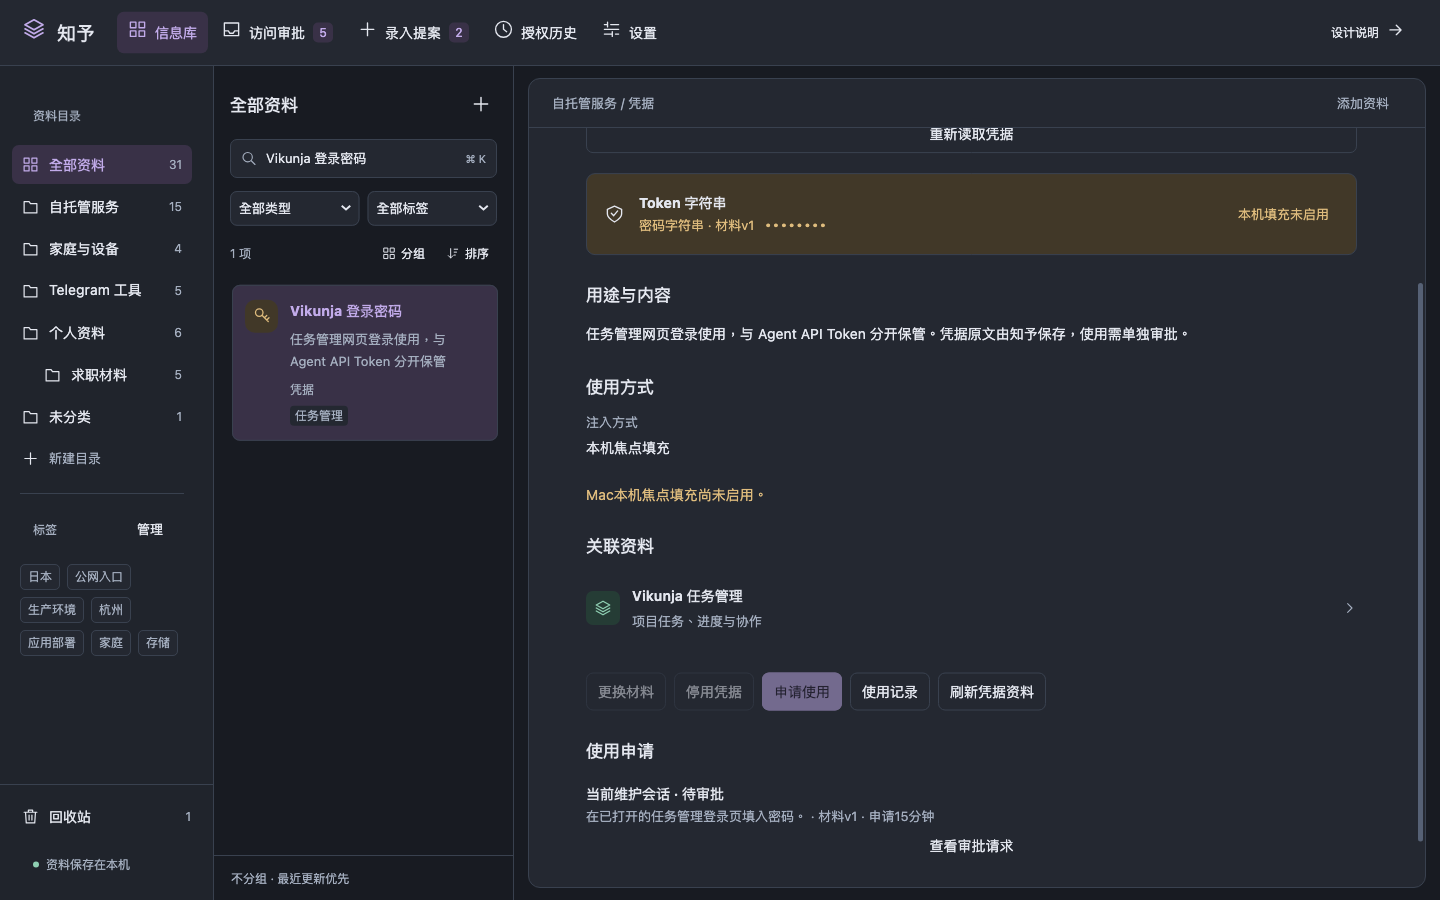 知予
信息库
访问审批 5
录入提案 2
授权历史
设置
设计说明
资料目录
全部资料 31
自托管服务 15
家庭与设备 4
Telegram 工具 5
个人资料 6
求职材料 5
未分类 1
新建目录
标签
管理
日本
公网入口
生产环境
杭州
应用部署
家庭
存储
回收站 1
资料保存在本机
全部资料
Vikunja 登录密码 ⌘ K
全部类型
全部标签
1 项
分组
排序
Vikunja 登录密码
任务管理网页登录使用，与
Agent API Token 分开保管
凭据
任务管理
不分组 · 最近更新优先
自托管服务 / 凭据
添加资料
重新读取凭据
Token 字符串
密码字符串 · 材料v1 ••••••••
本机填充未启用
用途与内容
任务管理网页登录使用，与 Agent API Token 分开保管。凭据原文由知予保存，使用需单独审批。
使用方式
注入方式
本机焦点填充
Mac本机焦点填充尚未启用。
关联资料
Vikunja 任务管理
项目任务、进度与协作
更换材料
停用凭据
申请使用
使用记录
刷新凭据资料
使用申请
当前维护会话 · 待审批
在已打开的任务管理登录页填入密码。 · 材料v1 · 申请15分钟
查看审批请求